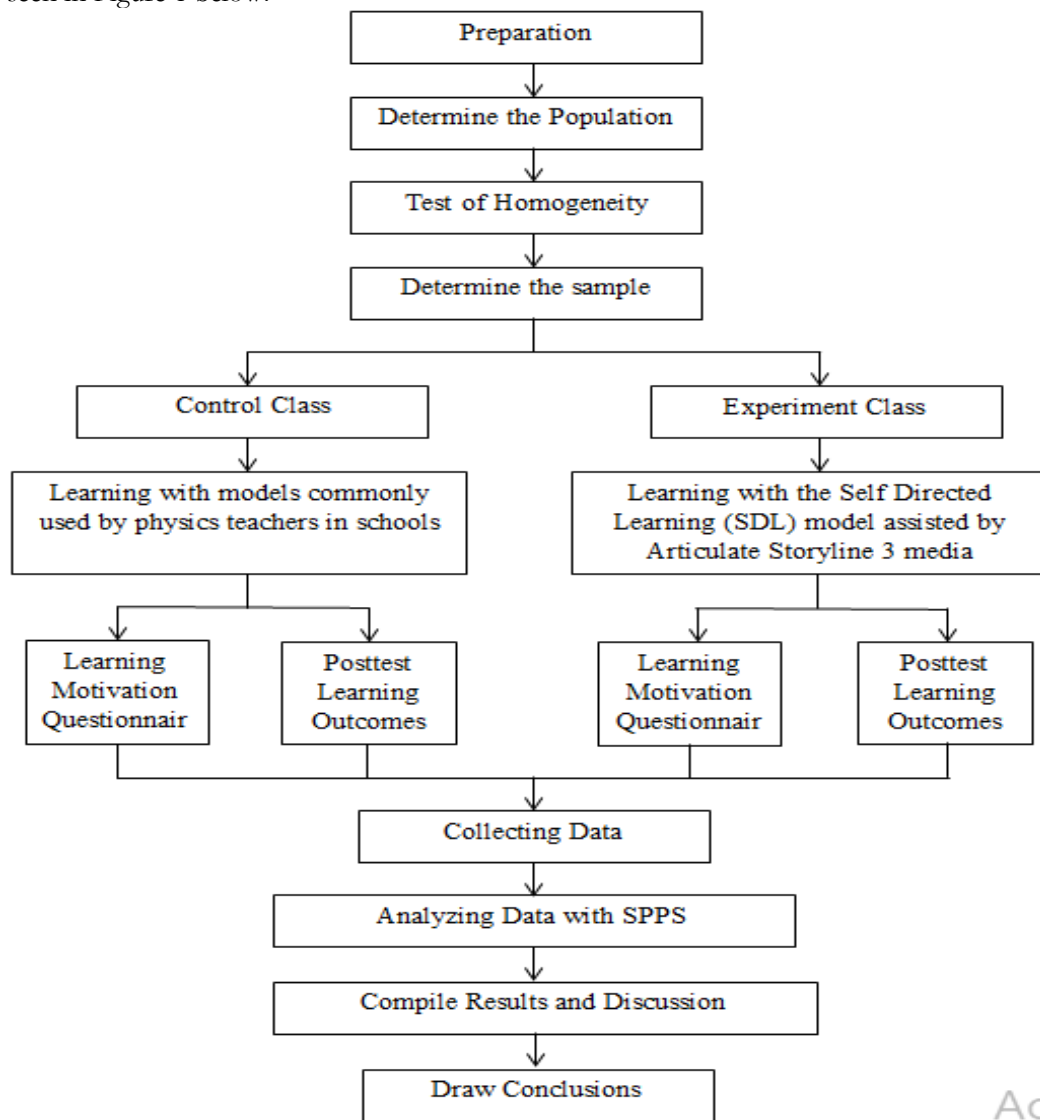 seen in Figure 1 below.
Preparation
Determine the Population
Test of Homogeneity
Determine the sample
Control Class
Experiment Class
Learning with models commonly
used by physics teachers in schools
Learning with the Self Directed
Learning (SDL) model assisted by
Articulate Storyline 3 media
Learning
Motivation
Questionnair
Posttest
Learning
Outcomes
Learning
Motivation
Questionnair
Posttest
Learning
Outcomes
Collecting Data
Analyzing Data with SPPS
Compile Results and Discussion
Draw Conclusions